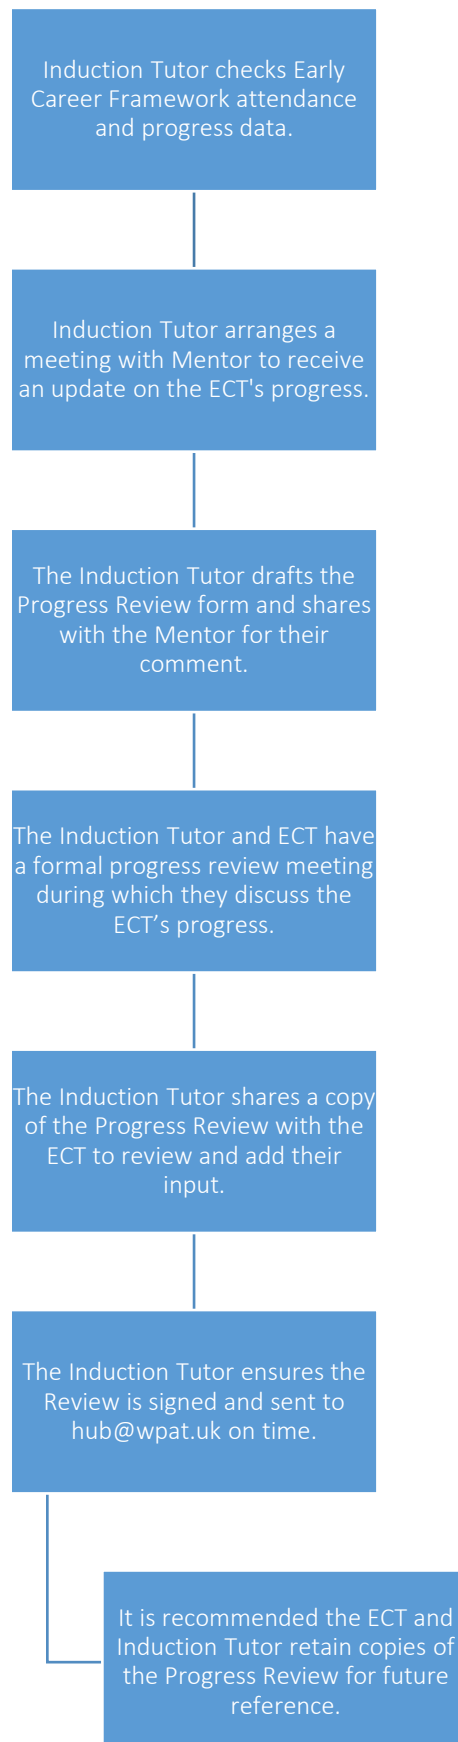 Induction Tutor checks Early
Career Framework attendance
and progress data.
Induction Tutor arranges a
meeting with Mentor to receive
an update on the ECT's progress.
The Induction Tutor drafts the
Progress Review form and shares
with the Mentor for their
comment.
The Induction Tutor and ECT have
a formal progress review meeting
during which they discuss the
ECT’s progress.
The Induction Tutor shares a copy
of the Progress Review with the
ECT to review and add their
input.
The Induction Tutor ensures the
Review is signed and sent to
hub@wpat.uk on time.
It is recommended the ECT and
Induction Tutor retain copies of
the Progress Review for future
reference.